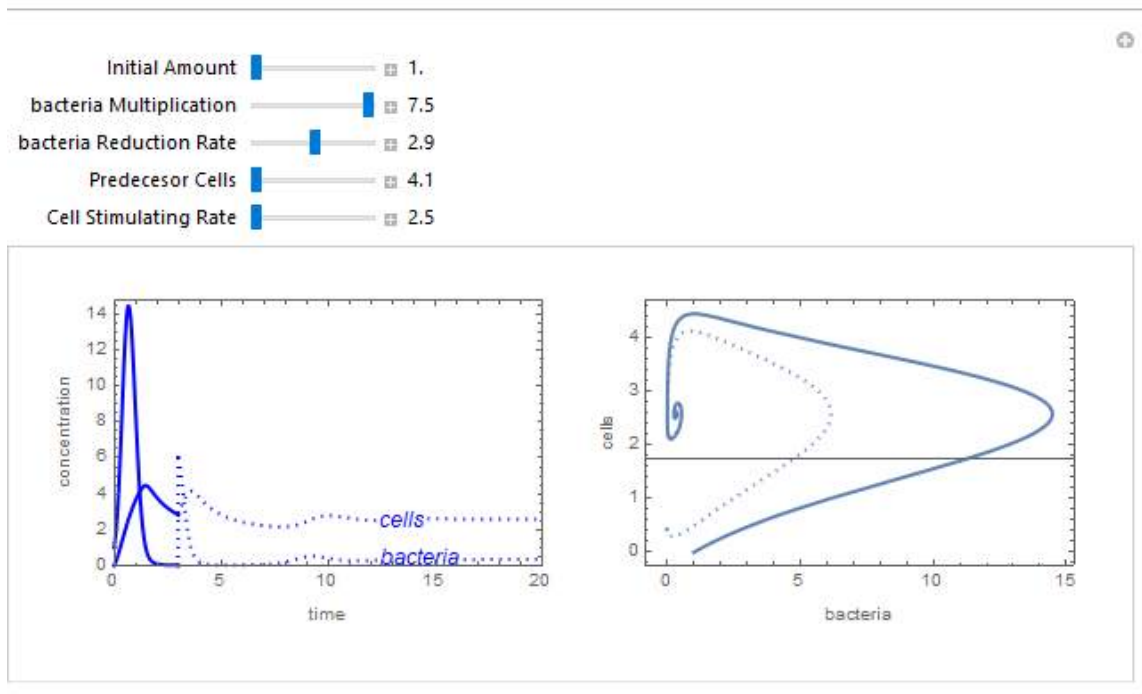 Initial Amount 1.
bacteria Multiplication 7.5
bacteria Reduction Rate 2.9
Predecesor Cells 4.1
Cell Stimulating Rate 2.5
14
12
10
8
6
4
2
0
concentration
cells
bacteria
0 5 10 15 20
time
4
3
2
1
0
cells
0 5 10 15
bacteria